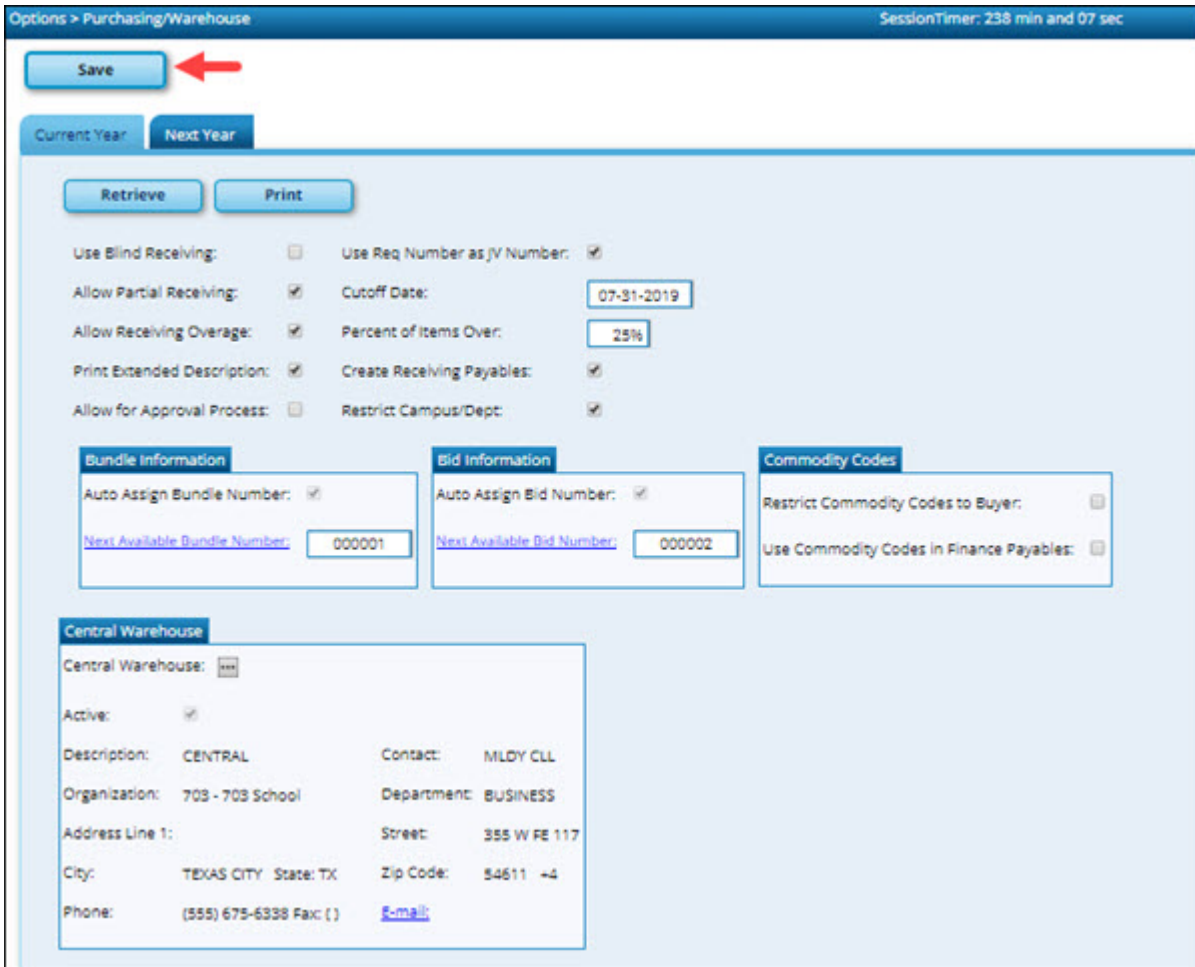 Options > Purchasing/Warehouse SessionTimer: 238 min and 07 sec
Save
Current Year Next Year
Retrieve Print
Use Blind Receiving: Use Req Number as JV Number:
Allow Partial Receiving: Cutoff Date: 07-31-2019
Allow Receiving Overage: Percent of Items Over: 25%
Print Extended Description: Create Receiving Payables:
Allow for Approval Process: Restrict Campus/Dept:
Bundle Information Bid Information Commodity Codes
Auto Assign Bundle Number: Auto Assign Bid Number: Restrict Commodity Codes to Buyer:
Next Available Bundle Number: 000001 Next Available Bid Number: 000002 Use Commodity Codes in Finance Payables:
Central Warehouse
Central Warehouse: ...
Active:
Description: CENTRAL Contact: MLDY CLL
Organization: 703 - 703 School Department: BUSINESS
Address Line 1: Street: 355 W FE 117
City: TEXAS CITY State: TX Zip Code: 54611 +4
Phone: (555) 675-6338 Fax: ( ) E-mail: